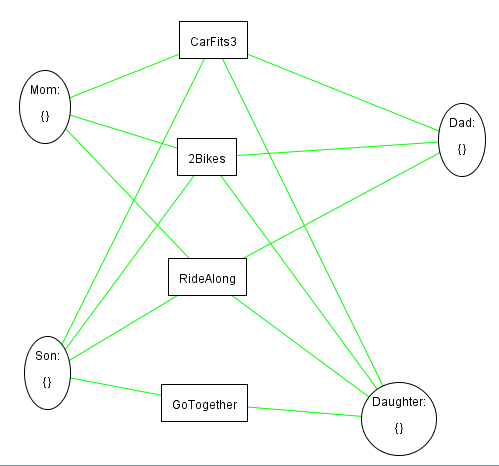 CarFits3
Mom:
{}
Dad:
{}
2Bikes
RideAlong
Son:
{}
GoTogether
Daughter:
{}